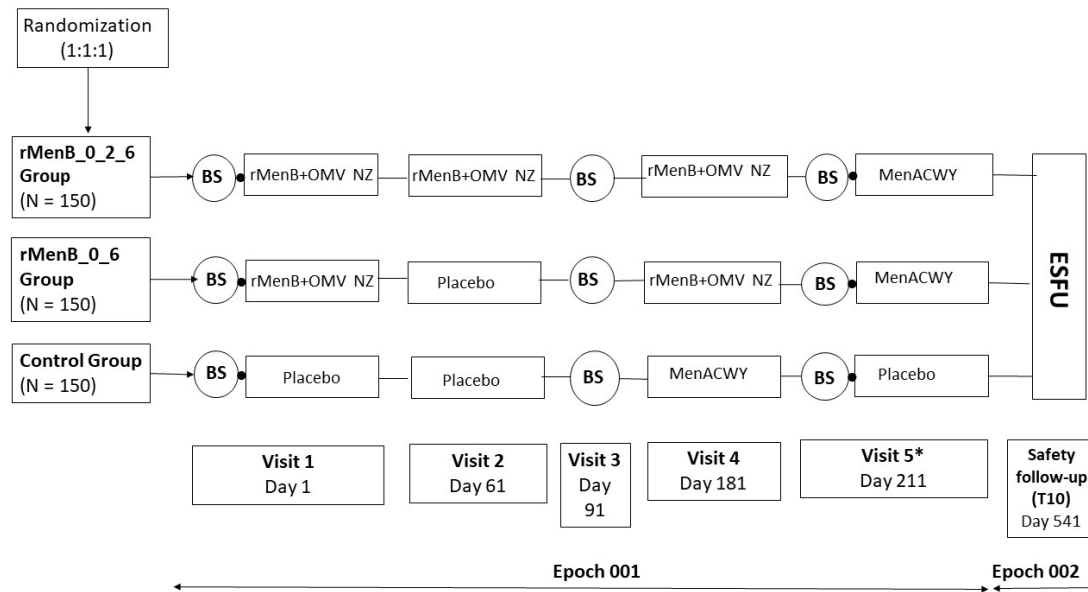 Randomization
(1:1:1)
rMenB_0_2_6
Group
(N = 150)
BS
rMenB+OMV NZ
rMenB+OMV NZ
BS
rMenB+OMV NZ
BS
MenACWY
rMenB_0_6
Group
(N = 150)
BS
rMenB+OMV NZ
Placebo
BS
rMenB+OMV NZ
BS
MenACWY
Control Group
(N = 150)
BS
Placebo
Placebo
BS
MenACWY
BS
Placebo
ESFU
Visit 1
Day 1
Visit 2
Day 61
Visit 3
Day
91
Visit 4
Day 181
Visit 5*
Day 211
Safety
follow-up
(T10)
Day 541
Epoch 001
Epoch 002